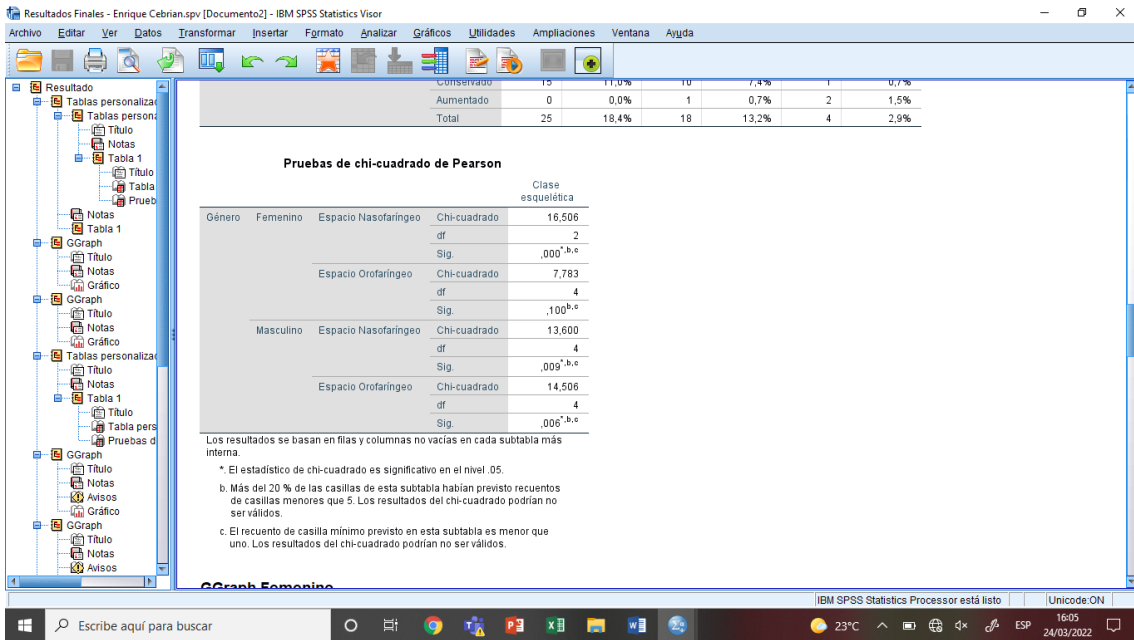 Resultados Finales - Enrique Cebrian.spv [Documento2] - IBM SPSS Statistics Visor
Archivo Editar Ver Datos Transformar Insertar Formato Analizar Gráficos Utilidades Ampliaciones Ventana Ayuda
Resultado
Tablas personalizad
Tablas persona
Título
Notas
Tabla 1
Título
Tabla
Prueb
Notas
Tabla 1
GGraph
Título
Notas
Gráfico
GGraph
Título
Notas
Gráfico
Tablas personalizad
Título
Notas
Tabla 1
Título
Tabla pers
Pruebas d
GGraph
Título
Notas
Avisos
Gráfico
GGraph
Título
Notas
Avisos
Conservado 15 11,0% 10 7,4% 1 0,7%
Aumentado 0 0,0% 1 0,7% 2 1,5%
Total 25 18,4% 18 13,2% 4 2,9%
Pruebas de chi-cuadrado de Pearson
Clase
esquelética
Género Femenino Espacio Nasofaríngeo Chi-cuadrado 16,506
df 2
Sig. ,000*,b,c
Espacio Orofaríngeo Chi-cuadrado 7,783
df 4
Sig. ,100b,c
Masculino Espacio Nasofaríngeo Chi-cuadrado 13,600
df 4
Sig. ,009*,b,c
Espacio Orofaríngeo Chi-cuadrado 14,506
df 4
Sig. ,006*,b,c
Los resultados se basan en filas y columnas no vacías en cada subtabla más
interna.
*. El estadístico de chi-cuadrado es significativo en el nivel .05.
b. Más del 20 % de las casillas de esta subtabla habían previsto recuentos
de casillas menores que 5. Los resultados del chi-cuadrado podrían no
ser válidos.
c. El recuento de casilla mínimo previsto en esta subtabla es menor que
uno. Los resultados del chi-cuadrado podrían no ser válidos.
GGraph Femenino
IBM SPSS Statistics Processor está listo Unicode:ON
Escribe aquí para buscar
23°C ESP 16:05
24/03/2022